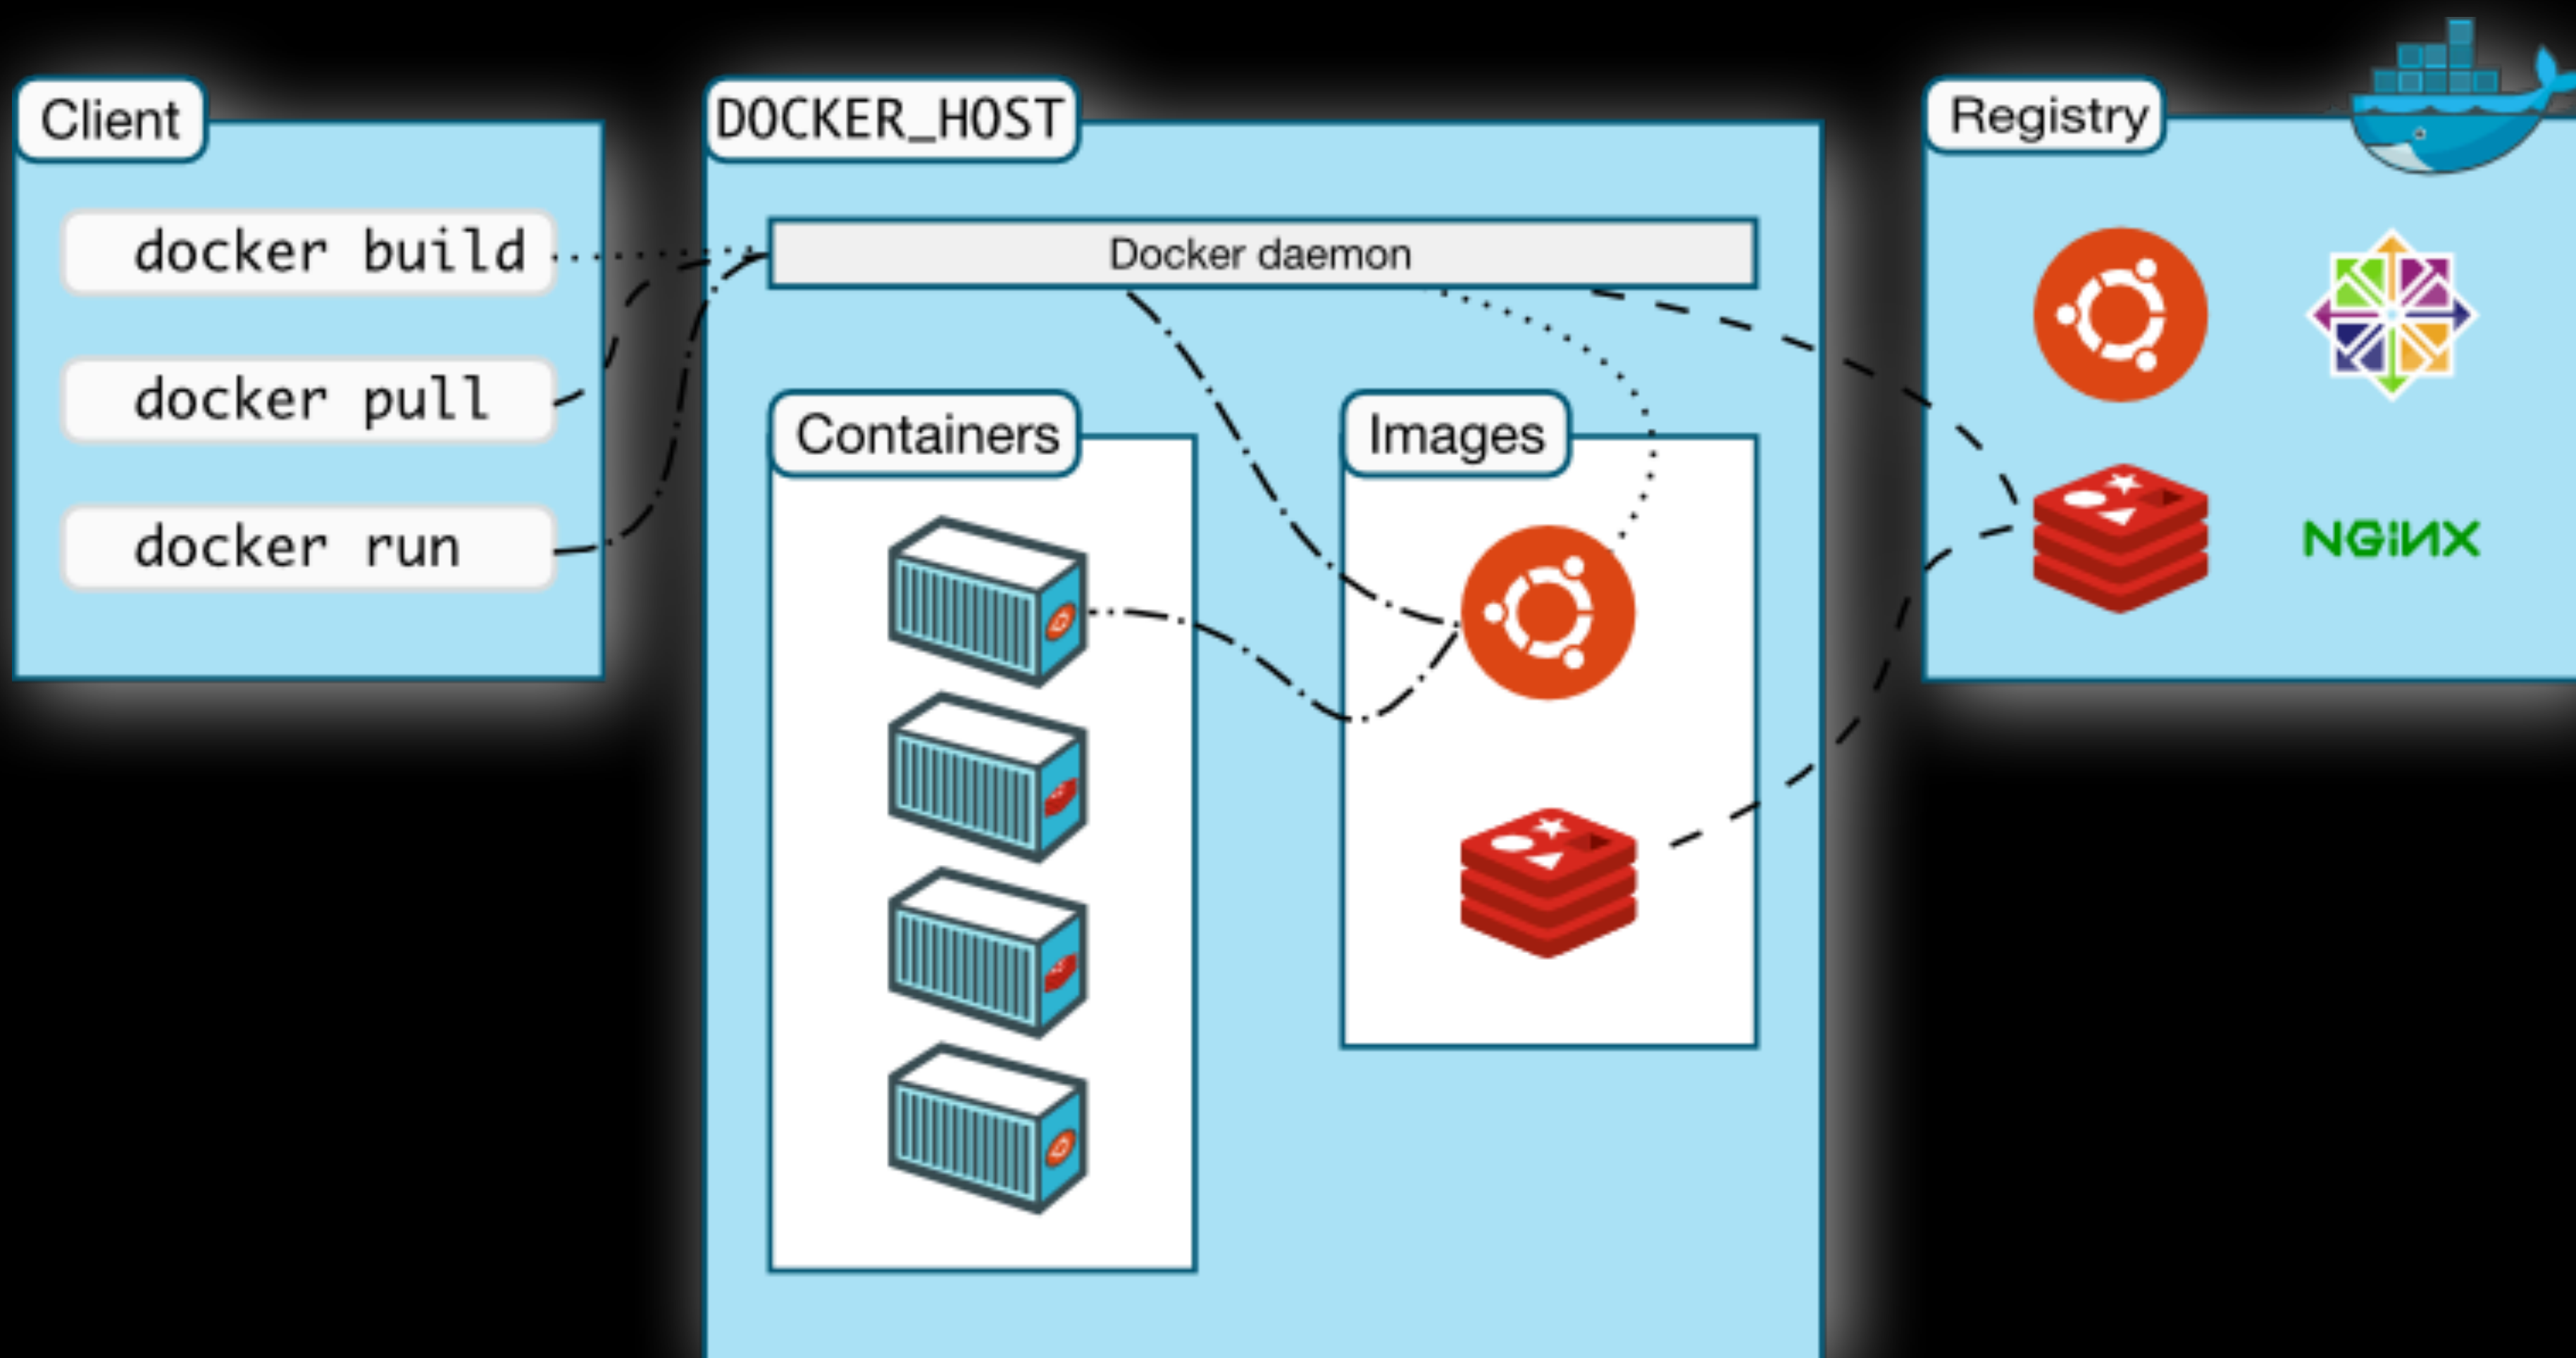 Client
docker build
docker pull
docker run
DOCKER_HOST
Docker daemon
Containers
Images
Registry
NGiNX